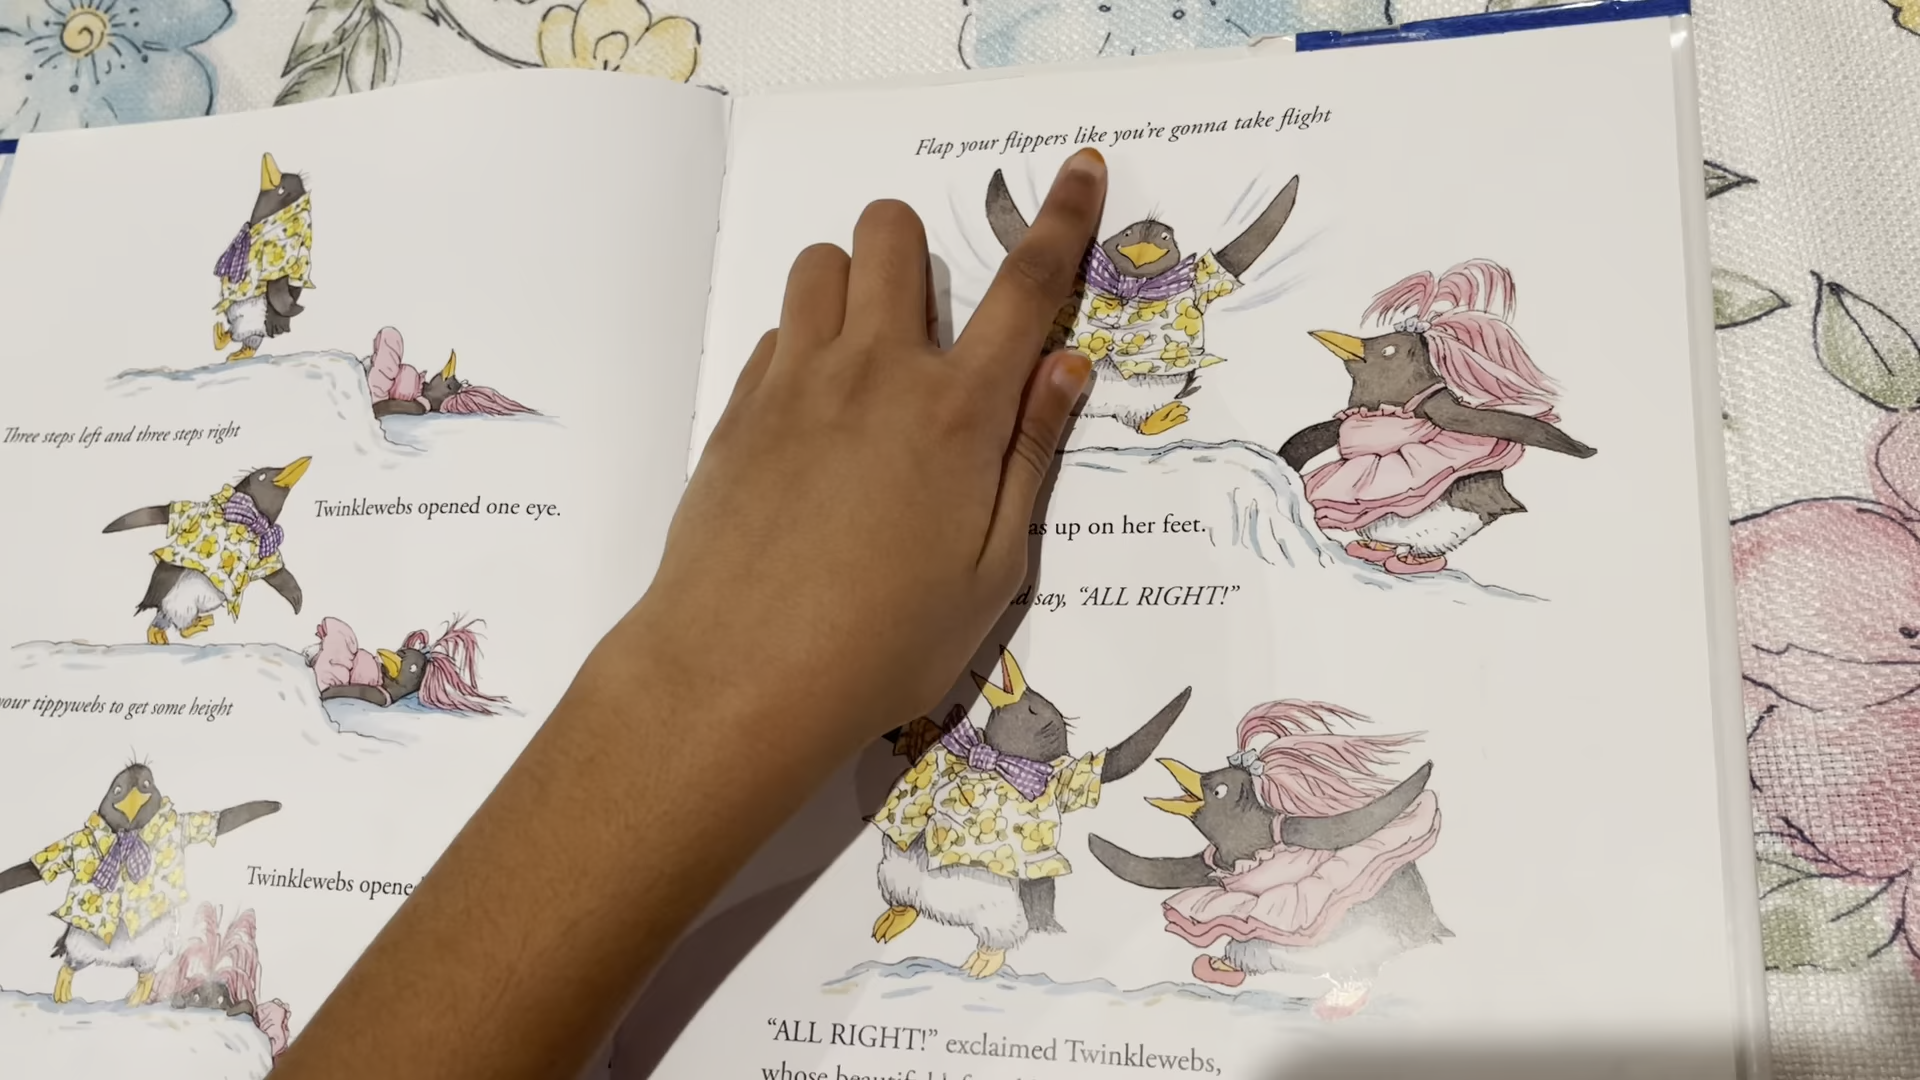 Three steps left and three steps right
Twinklewebs opened one eye.
your tippywebs to get some height
Twinklewebs opened
Flap your flippers like you're gonna take flight
up on her feet.
say, “ALL RIGHT!”
“ALL RIGHT!” exclaimed Twinklewebs,
whose